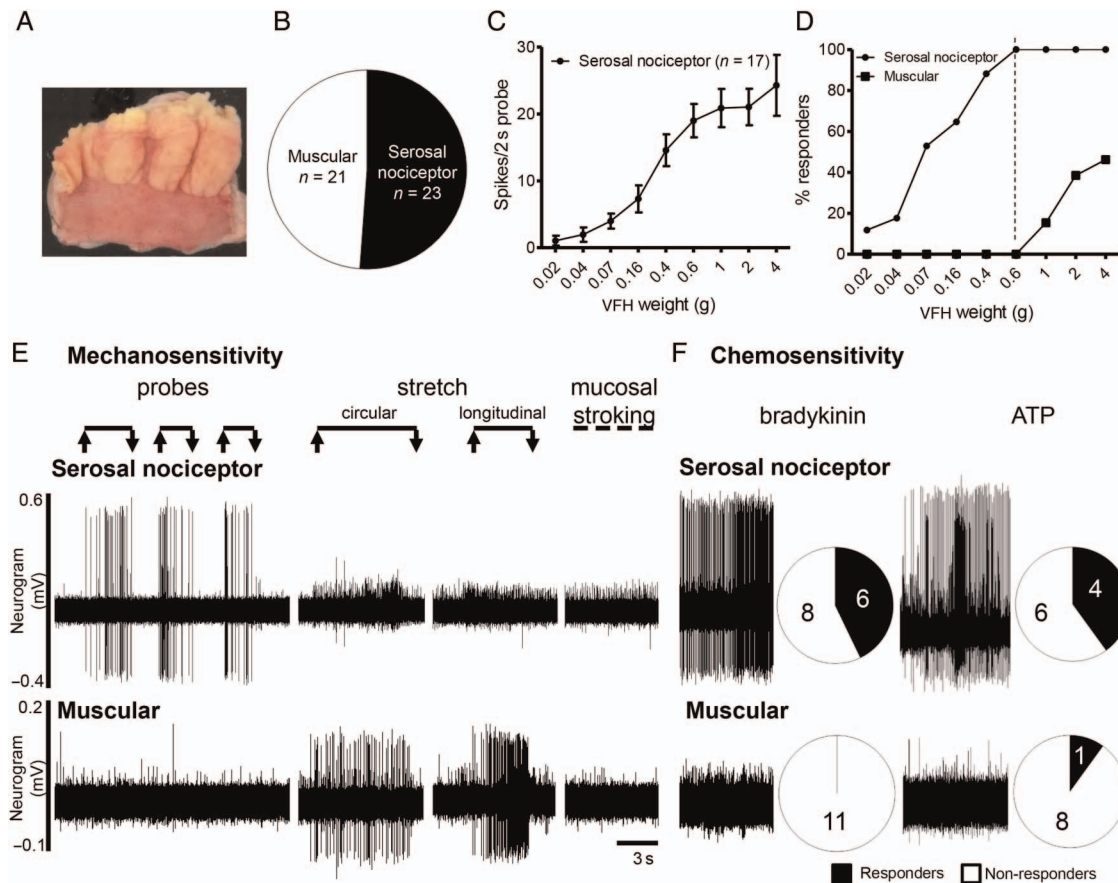 A
B
Muscular
n = 21
Serosal
nociceptor
n = 23
C
30
20
10
0
Spikes/2 s probe
Serosal nociceptor (n = 17)
0.02
0.04
0.07
0.16
0.4
0.6
1
2
4
VFH weight (g)
D
100
80
60
40
20
0
% responders
Serosal nociceptor
Muscular
0.02
0.04
0.07
0.16
0.4
0.6
1
2
4
VFH weight (g)
E
Mechanosensitivity
probes
stretch
mucosal
circular
longitudinal
stroking
Serosal nociceptor
0.6
Neurogram
(mV)
−0.4
0.2
Muscular
Neurogram
(mV)
−0.1
3 s
F
Chemosensitivity
bradykinin
ATP
Serosal nociceptor
8
6
6
4
Muscular
11
1
8
Responders
Non-responders